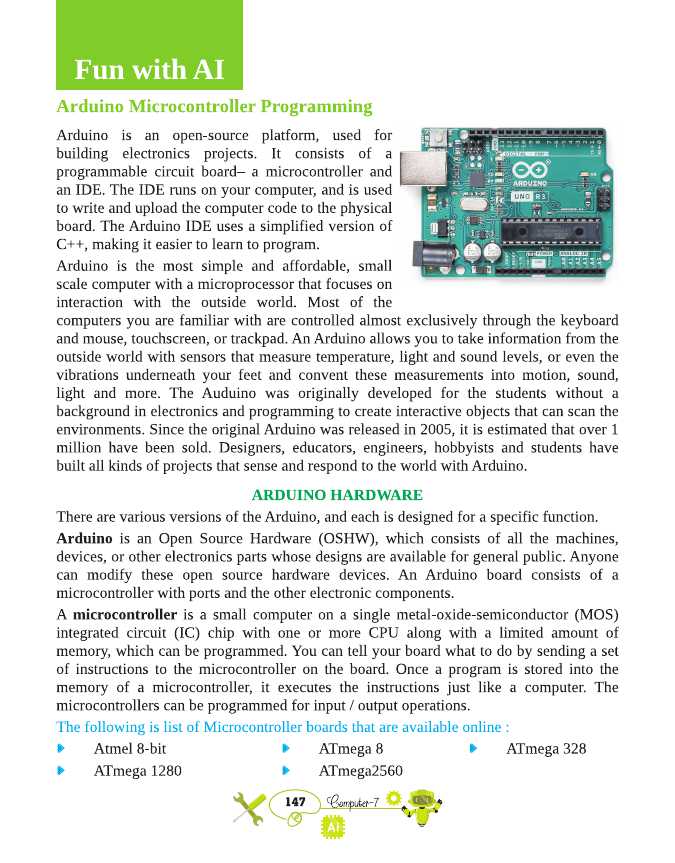 Fun with AI
Arduino Microcontroller Programming
Arduino is an open-source platform, used for
building electronics projects. It consists of a
programmable circuit board– a microcontroller and
an IDE. The IDE runs on your computer, and is used
to write and upload the computer code to the physical
board. The Arduino IDE uses a simplified version of
C++, making it easier to learn to program.
Arduino is the most simple and affordable, small
scale computer with a microprocessor that focuses on
interaction with the outside world. Most of the
computers you are familiar with are controlled almost exclusively through the keyboard
and mouse, touchscreen, or trackpad. An Arduino allows you to take information from the
outside world with sensors that measure temperature, light and sound levels, or even the
vibrations underneath your feet and convent these measurements into motion, sound,
light and more. The Auduino was originally developed for the students without a
background in electronics and programming to create interactive objects that can scan the
environments. Since the original Arduino was released in 2005, it is estimated that over 1
million have been sold. Designers, educators, engineers, hobbyists and students have
built all kinds of projects that sense and respond to the world with Arduino.
ARDUINO
UNO R3
ARDUINO HARDWARE
There are various versions of the Arduino, and each is designed for a specific function.
Arduino is an Open Source Hardware (OSHW), which consists of all the machines,
devices, or other electronics parts whose designs are available for general public. Anyone
can modify these open source hardware devices. An Arduino board consists of a
microcontroller with ports and the other electronic components.
A microcontroller is a small computer on a single metal-oxide-semiconductor (MOS)
integrated circuit (IC) chip with one or more CPU along with a limited amount of
memory, which can be programmed. You can tell your board what to do by sending a set
of instructions to the microcontroller on the board. Once a program is stored into the
memory of a microcontroller, it executes the instructions just like a computer. The
microcontrollers can be programmed for input / output operations.
The following is list of Microcontroller boards that are available online :
Atmel 8-bit ATmega 8 ATmega 328
ATmega 1280 ATmega2560
147 Computer-7
AI